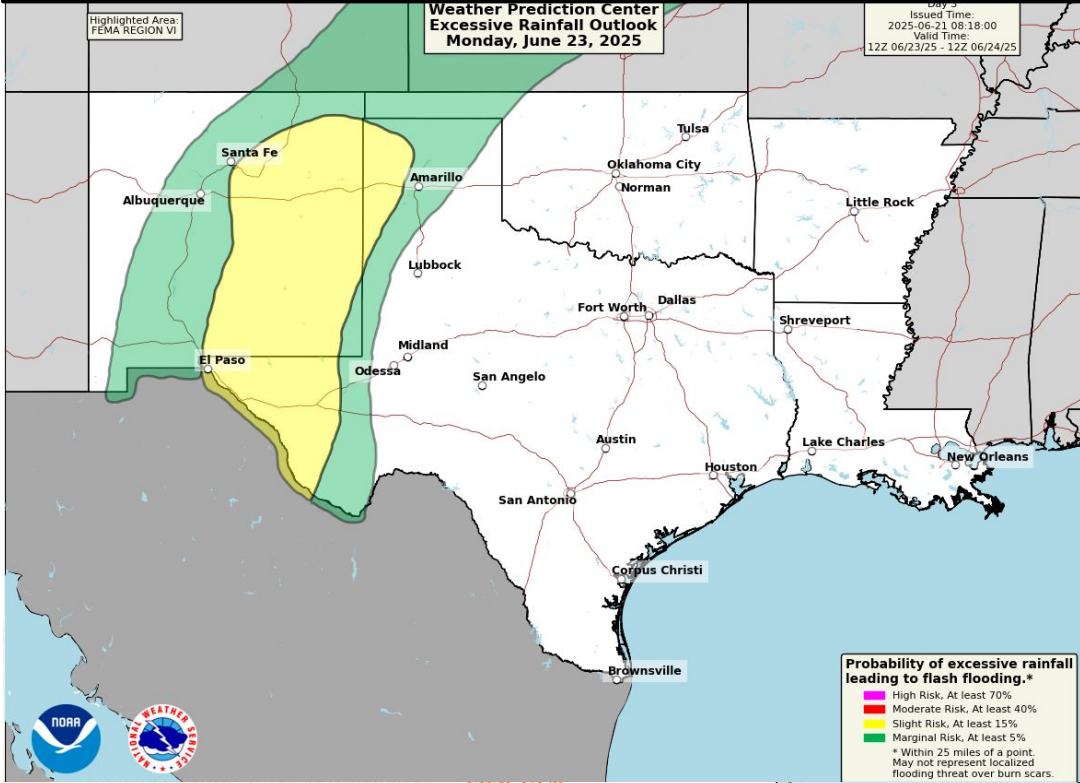 Highlighted Area:
FEMA REGION VI
Weather Prediction Center
Excessive Rainfall Outlook
Monday, June 23, 2025
Day 3
Issued Time:
2025-06-21 08:18:00
Valid Time:
12Z 06/23/25 - 12Z 06/24/25
Tulsa
Santa Fe
Oklahoma City
Amarillo
Norman
Albuquerque
Little Rock
Lubbock
Dallas
Fort Worth
Shreveport
Midland
El Paso
Odessa
San Angelo
Austin
Lake Charles
New Orleans
Houston
San Antonio
Corpus Christi
Brownsville
Probability of excessive rainfall
leading to flash flooding.*
High Risk, At least 70%
Moderate Risk, At least 40%
Slight Risk, At least 15%
Marginal Risk, At least 5%
* Within 25 miles of a point.
May not represent localized
flooding threat over burn scars.
NOAA
NATIONAL WEATHER SERVICE